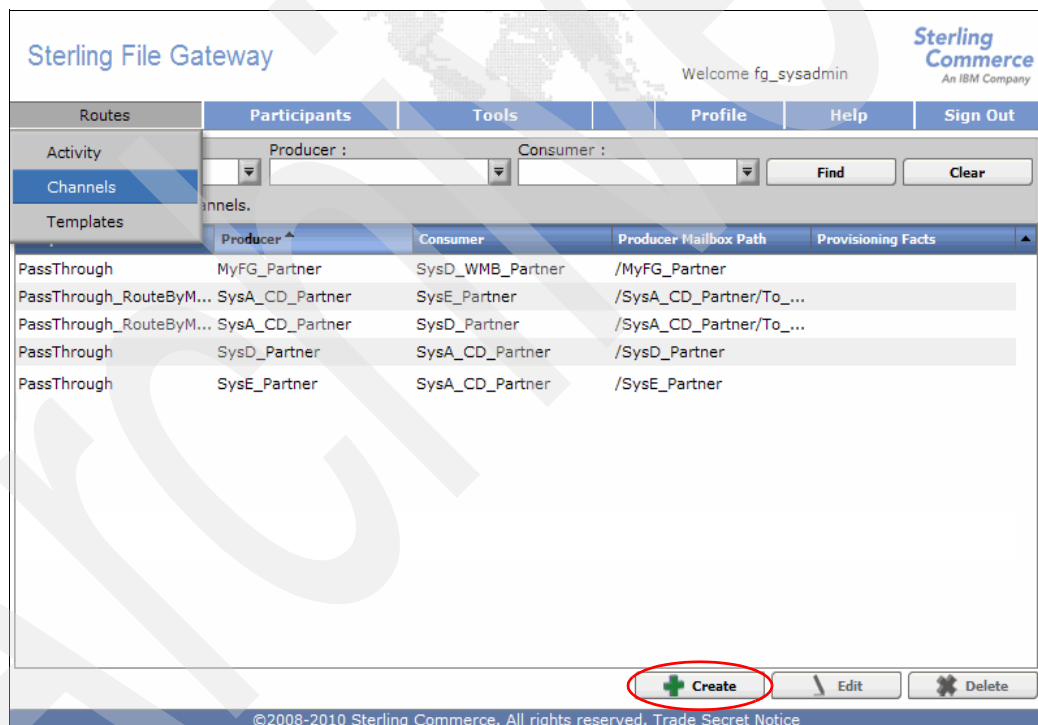 Sterling File Gateway
Welcome fg_sysadmin
Sterling
Commerce
An IBM Company
Routes Participants Tools Profile Help Sign Out
Activity
Channels
Templates
Producer : Consumer :
Find Clear
nnels.
Producer Consumer Producer Mailbox Path Provisioning Facts
PassThrough MyFG_Partner SysD_WMB_Partner /MyFG_Partner
PassThrough_RouteByM... SysA_CD_Partner SysE_Partner /SysA_CD_Partner/To_...
PassThrough_RouteByM... SysA_CD_Partner SysD_Partner /SysA_CD_Partner/To_...
PassThrough SysD_Partner SysA_CD_Partner /SysD_Partner
PassThrough SysE_Partner SysA_CD_Partner /SysE_Partner
Create Edit Delete
©2008-2010 Sterling Commerce. All rights reserved. Trade Secret Notice